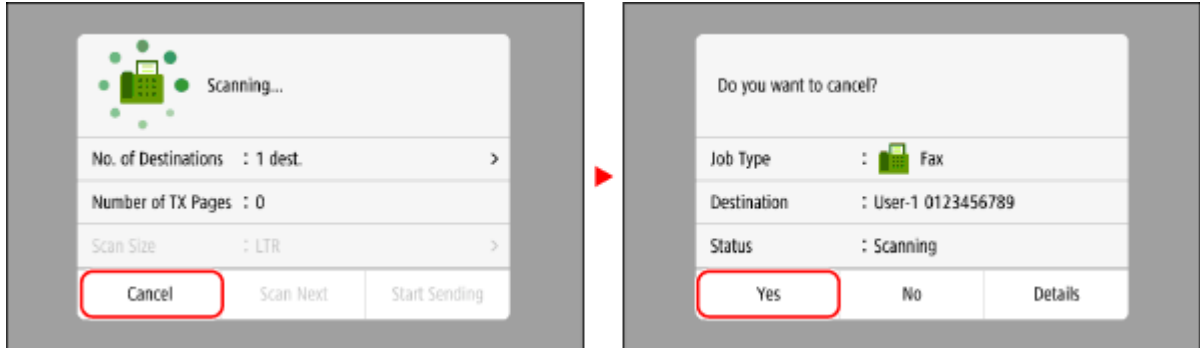 Scanning...
No. of Destinations : 1 dest. >
Number of TX Pages : 0
Scan Size : LTR >
Cancel Scan Next Start Sending
Do you want to cancel?
Job Type : Fax
Destination : User-1 0123456789
Status : Scanning
Yes No Details